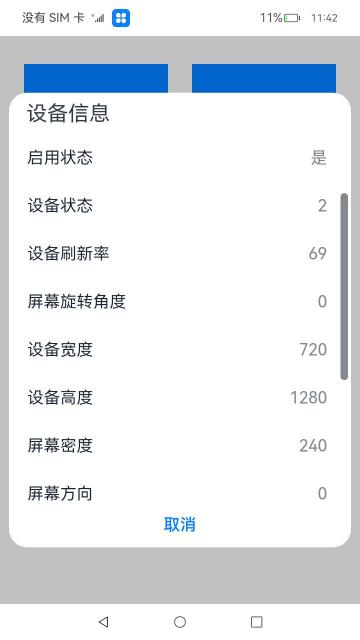 没有 SIM 卡 11% 11:42
设备信息
启用状态 是
设备状态 2
设备刷新率 69
屏幕旋转角度 0
设备宽度 720
设备高度 1280
屏幕密度 240
屏幕方向 0
取消